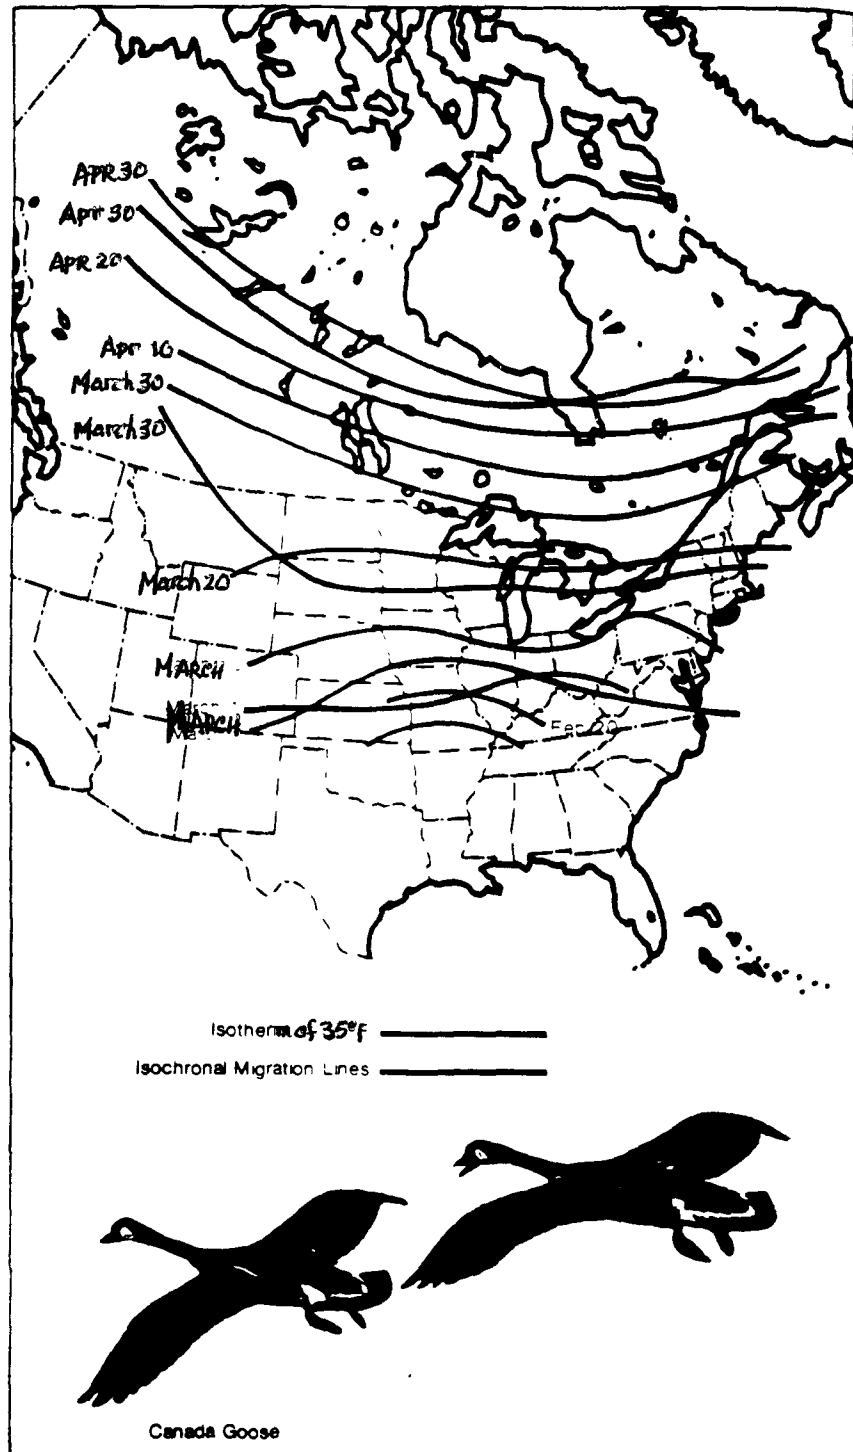 APR 30
Apr 30
Apr 20
Apr 10
March 30
March 30
March 20
MARCH
MARCH
Feb 20
Isotherm of 35°F
Isochronal Migration Lines
Canada Goose